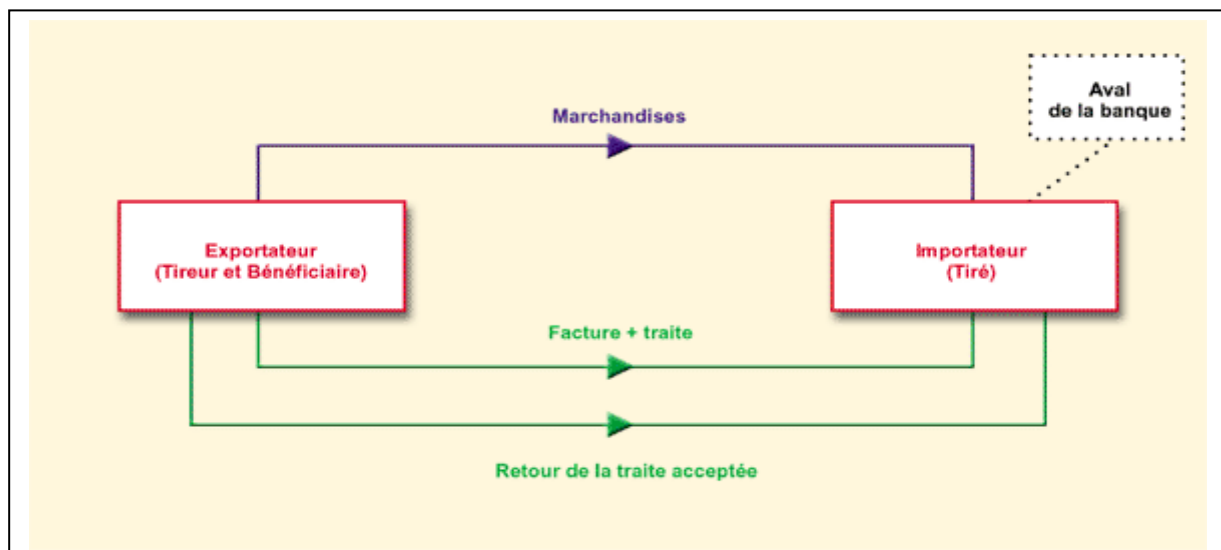 Aval
de la banque
Marchandises
Exportateur
(Tireur et Bénéficiaire)
Importateur
(Tiré)
Facture + traite
Retour de la traite acceptée